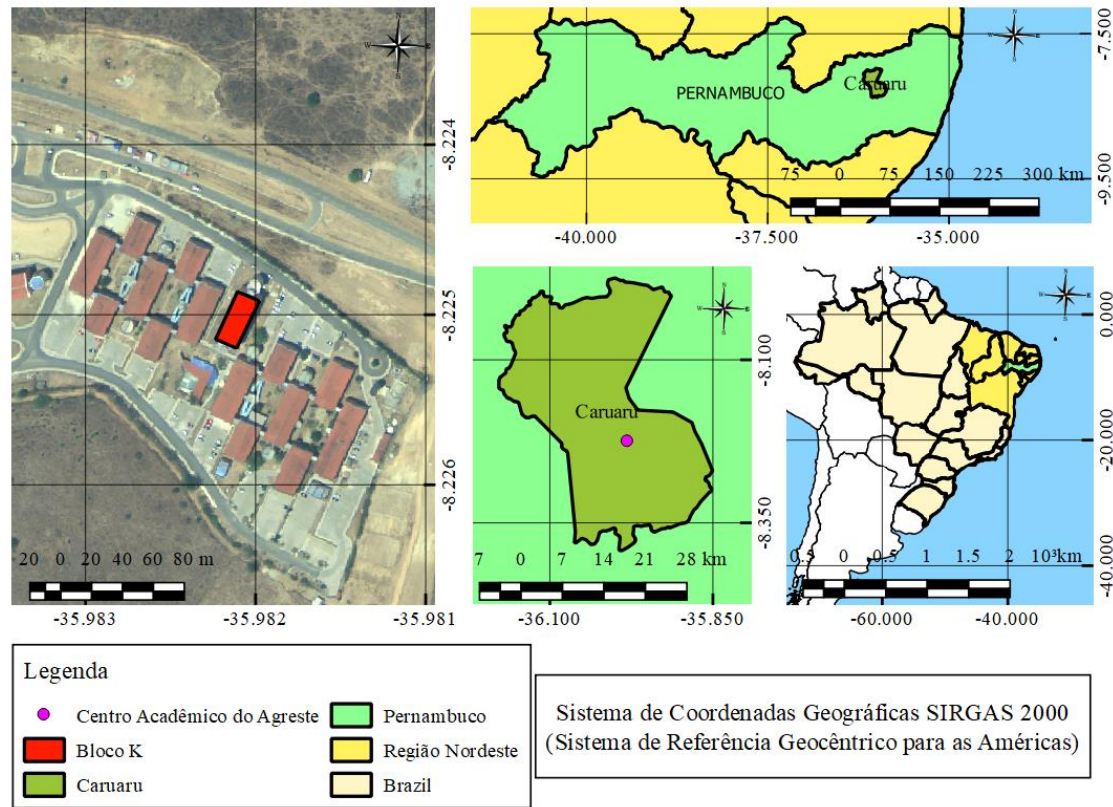 N
W E
S
-8.224
-8.225
-8.226
20 0 20 40 60 80 m
-35.983 -35.982 -35.981
N
W E
S
PERNAMBUCO
Caruaru
75 0 75 150 225 300 km
-7.500
-9.500
-40.000 -37.500 -35.000
N
W E
S
Caruaru
-8.100
-8.350
7 0 7 14 21 28 km
-36.100 -35.850
N
W E
S
0.000
-20.000
-40.000
0.5 0 0.5 1 1.5 2 10³km
-60.000 -40.000
Legenda
Centro Acadêmico do Agreste
Bloco K
Caruaru
Pernambuco
Região Nordeste
Brazil
Sistema de Coordenadas Geográficas SIRGAS 2000
(Sistema de Referência Geocêntrico para as Américas)